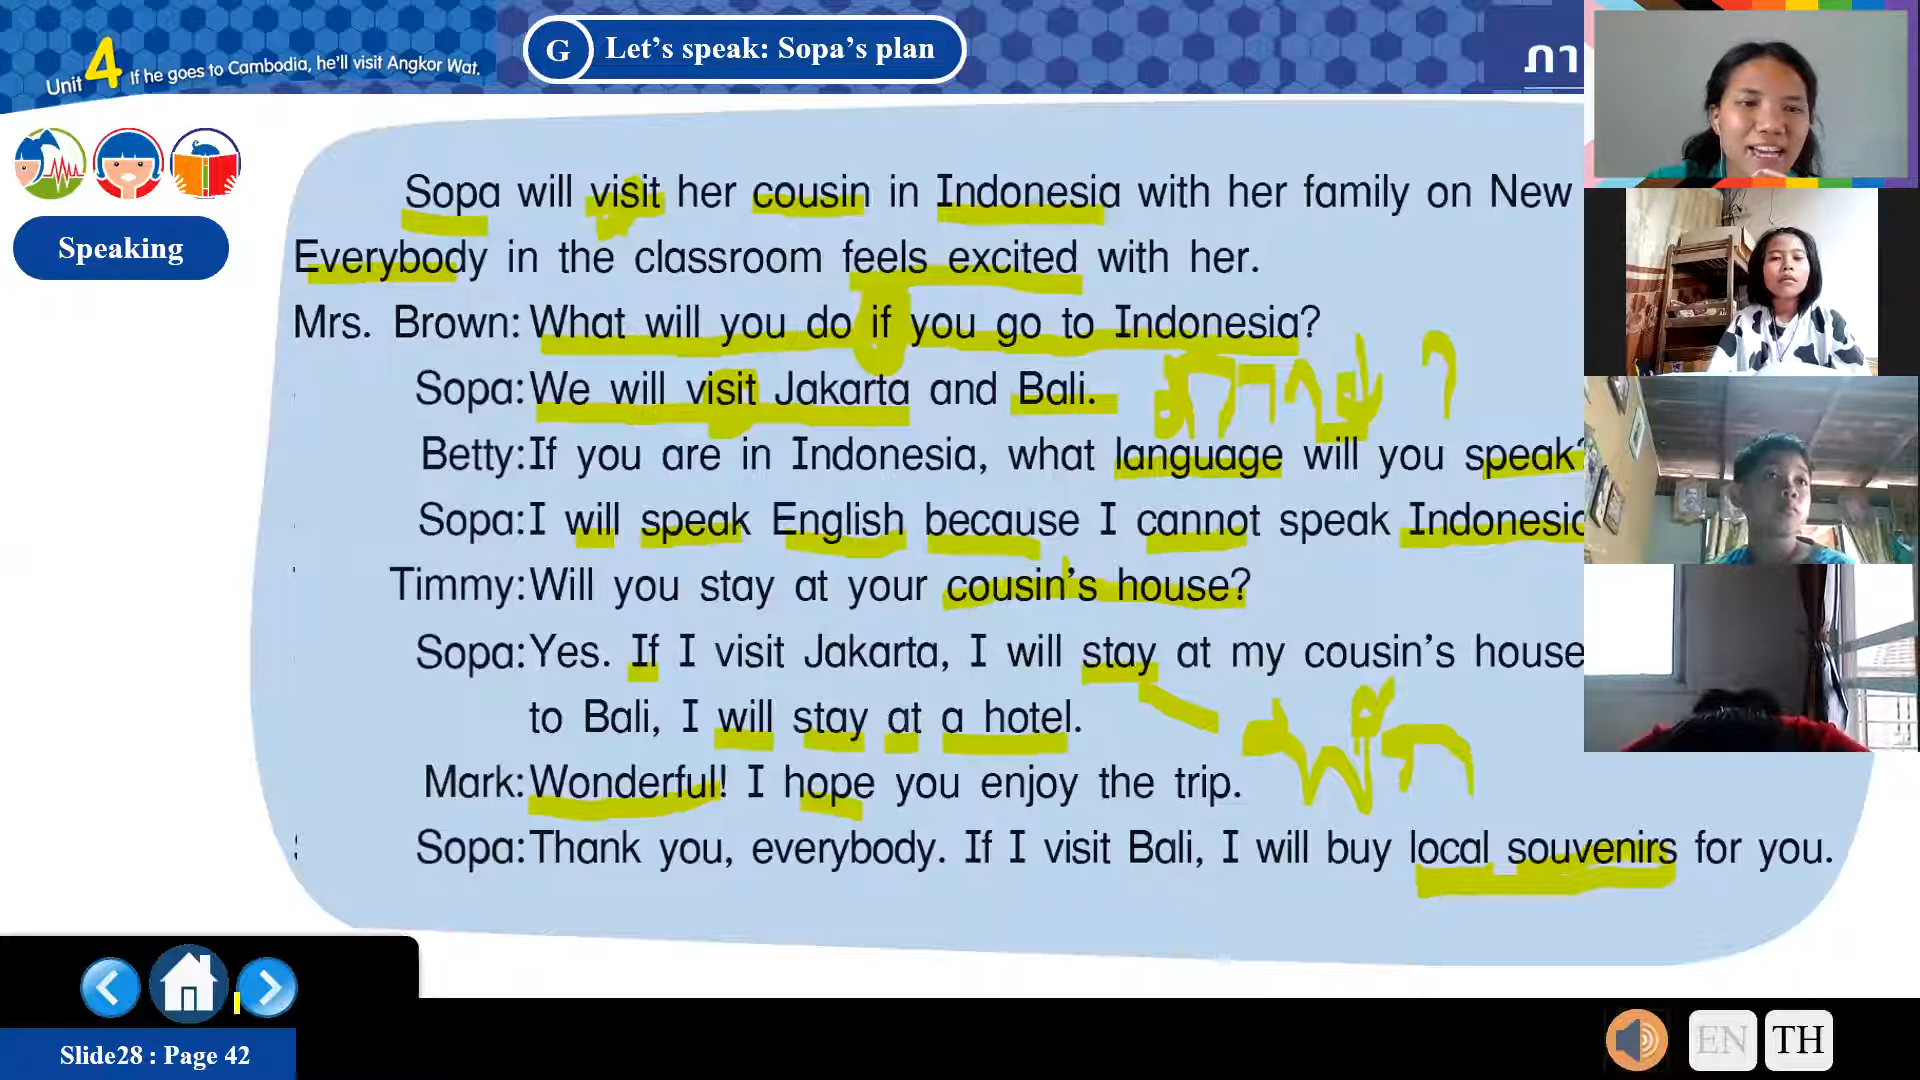 Unit 4 If he goes to Cambodia, he'll visit Angkor Wat.
G Let's speak: Sopa's plan
ภา
Speaking
Sopa will visit her cousin in Indonesia with her family on New
Everybody in the classroom feels excited with her.
Mrs. Brown: What will you do if you go to Indonesia?
Sopa: We will visit Jakarta and Bali.
Betty: If you are in Indonesia, what language will you speak?
Sopa: I will speak English because I cannot speak
Timmy: Will you stay at your cousin's house?
Sopa: Yes. If I visit Jakarta, I will stay at my cousin's house
to Bali, I will stay at a hotel.
พัก
Mark: Wonderful! I hope you enjoy the trip.
Sopa: Thank you, everybody. If I visit Bali, I will buy local souvenirs for you.
Slide28 : Page 42
EN TH